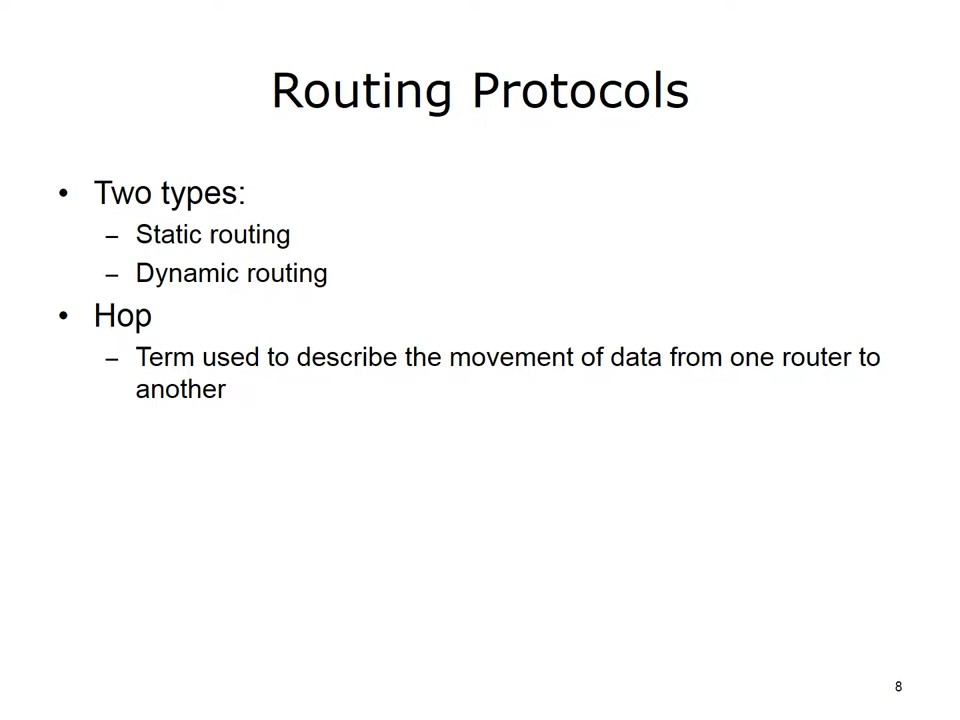 Routing Protocols
• Two types:
– Static routing
– Dynamic routing
• Hop
– Term used to describe the movement of data from one router to
another
8